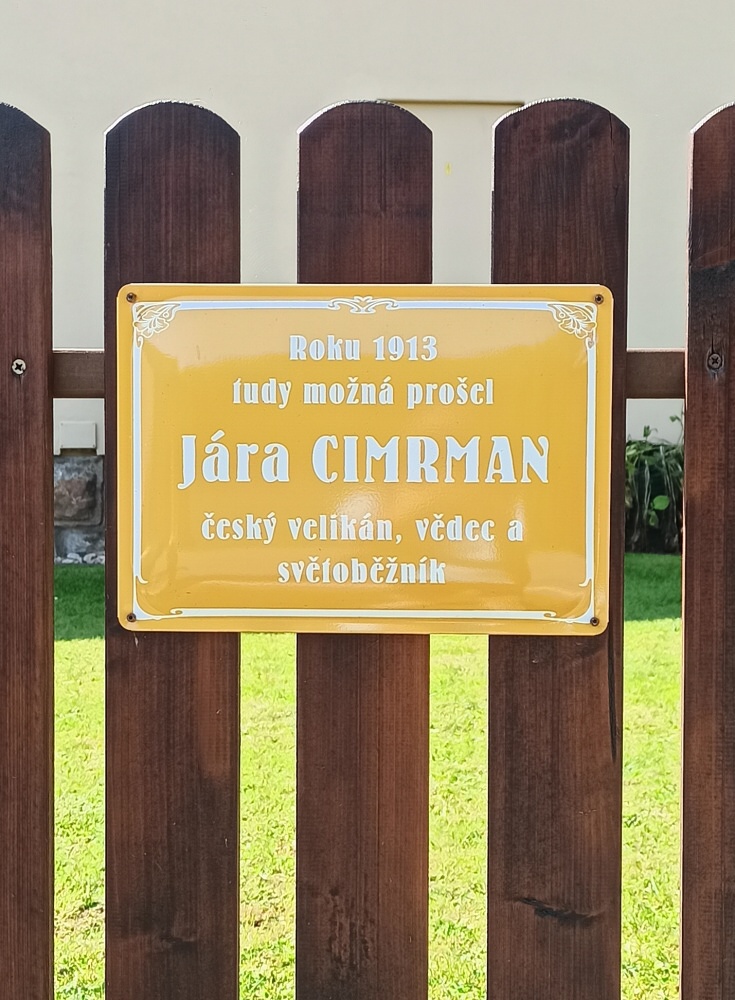 Roku 1913
tudy možná prošel
Jára CIMRMAN
český velikán, vědec a
světoběžník